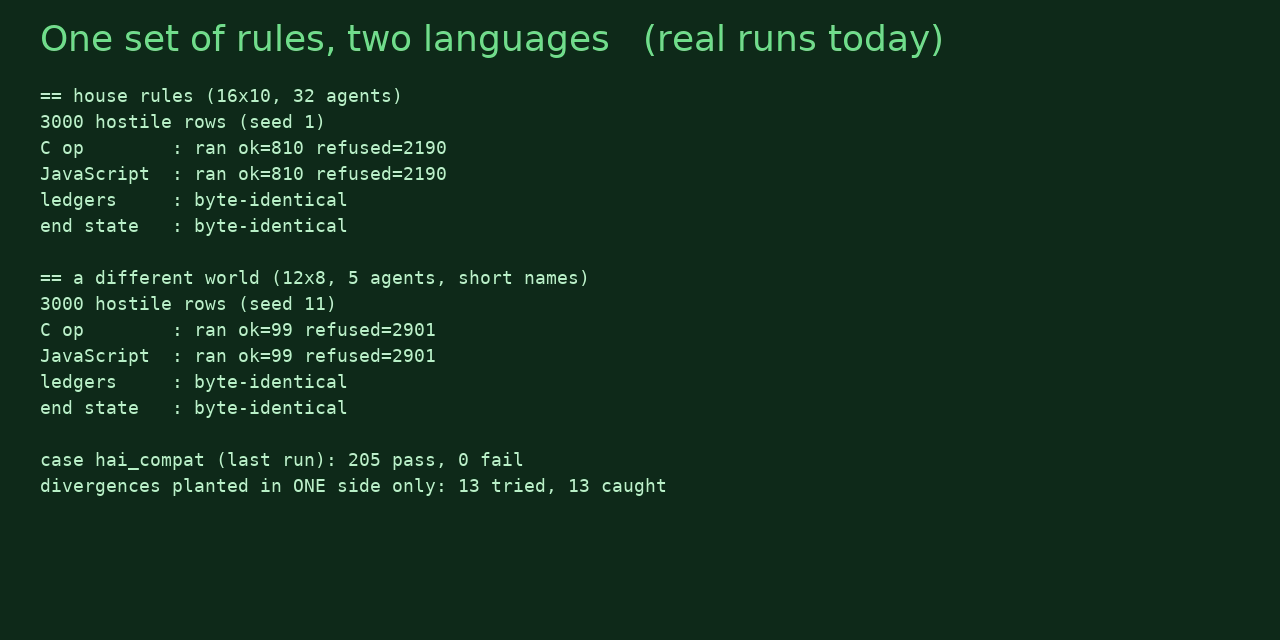 One set of rules, two languages (real runs today)
== house rules (16x10, 32 agents)
3000 hostile rows (seed 1)
C op        : ran ok=810 refused=2190
JavaScript  : ran ok=810 refused=2190
ledgers     : byte-identical
end state   : byte-identical
== a different world (12x8, 5 agents, short names)
3000 hostile rows (seed 11)
C op        : ran ok=99 refused=2901
JavaScript  : ran ok=99 refused=2901
ledgers     : byte-identical
end state   : byte-identical
case hai_compat (last run): 205 pass, 0 fail
divergences planted in ONE side only: 13 tried, 13 caught